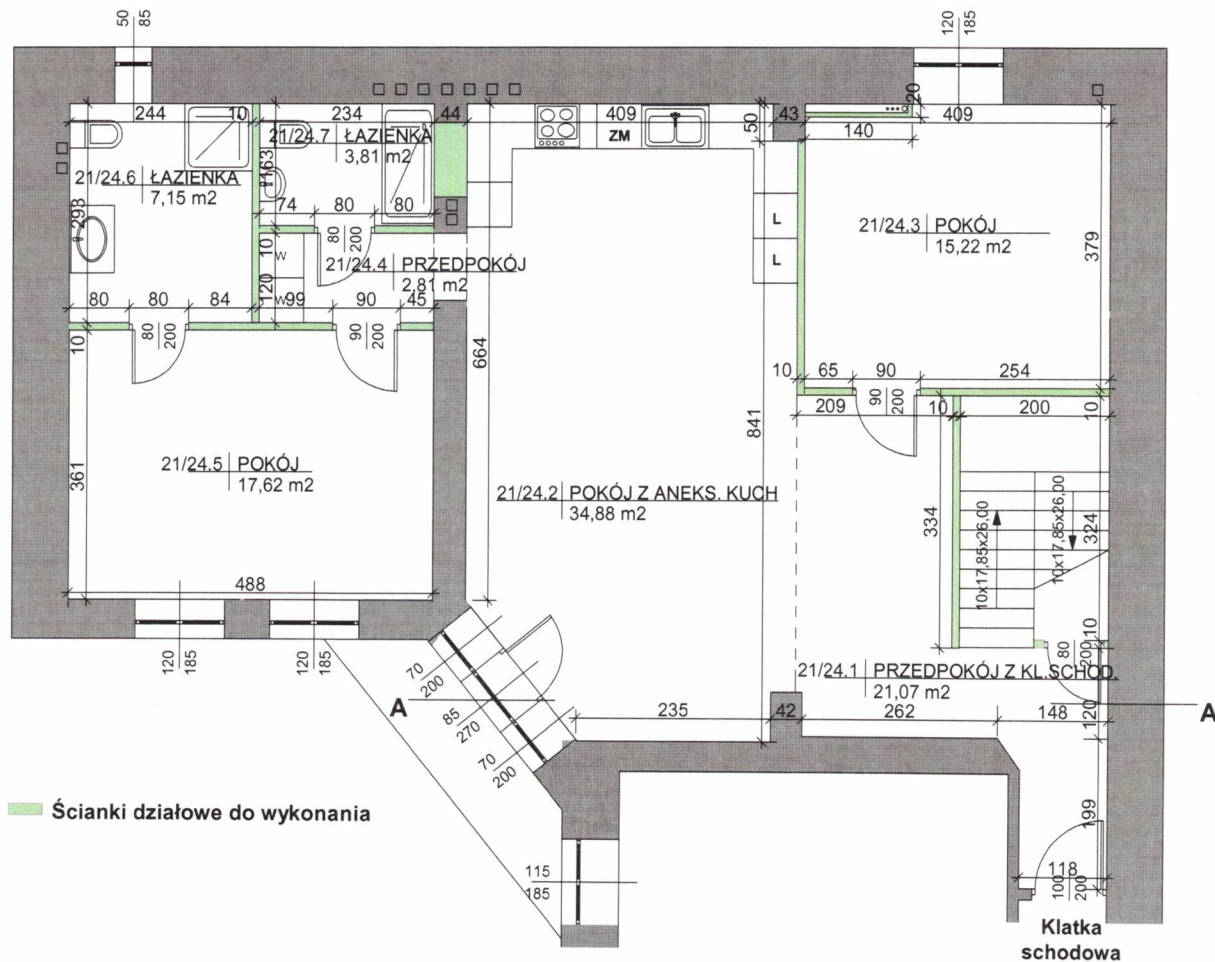 50
85
120
185
244
10
234
44
409
43
20
409
50
ZM
140
21/24.7 ŁAZIENKA
3,81 m2
163
21/24.6 ŁAZIENKA
7,15 m2
293
74
80
80
L
L
21/24.3 POKÓJ
15,22 m2
379
80
200
10
W
W
120
21/24.4 PRZEDPOKÓJ
2,81 m2
80
80
84
99
90
45
10
80
200
90
200
664
841
10
65
90
254
209
90
200
10
200
10
361
21/24.5 POKÓJ
17,62 m2
21/24.2 POKÓJ Z ANEKS. KUCH
34,88 m2
334
10x17,85x26,00
10x17,85x26,00
324
488
10
80
200
120
185
120
185
70
200
85
270
70
200
A
21/24.1 PRZEDPOKÓJ Z KL.SCHOD.
21,07 m2
A
235
42
262
148
120
Ścianki działowe do wykonania
199
115
185
118
100
200
Klatka
schodowa